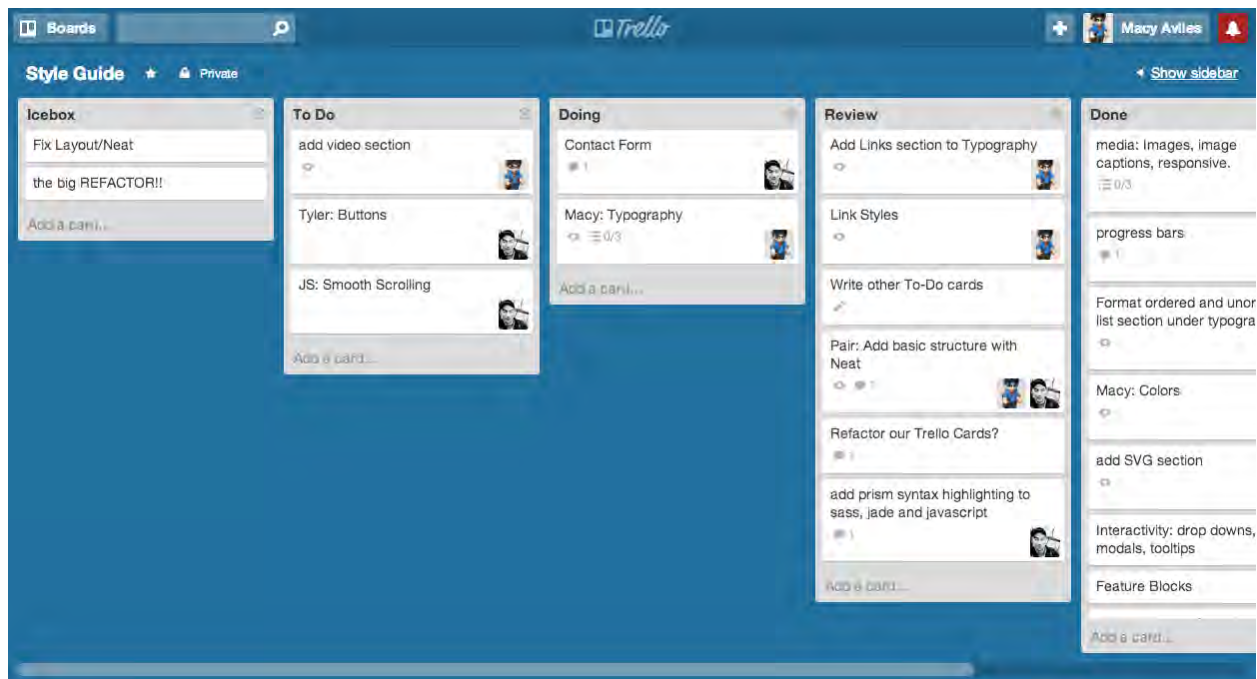 Boards
Trello
Macy Aviles
Style Guide
Private
Show sidebar
Icebox
Fix Layout/Neat
the big REFACTOR!!
Add a card...
To Do
add video section
Tyler: Buttons
JS: Smooth Scrolling
Add a card...
Doing
Contact Form
1
Macy: Typography
0/3
Add a card...
Review
Add Links section to Typography
Link Styles
Write other To-Do cards
Pair: Add basic structure with
Neat
1
Refactor our Trello Cards?
1
add prism syntax highlighting to
sass, jade and javascript
1
Add a card...
Done
media: Images, image
captions, responsive.
0/3
progress bars
1
Format ordered and unor
list section under typogra
Macy: Colors
add SVG section
Interactivity: drop downs,
modals, tooltips
Feature Blocks
Add a card...